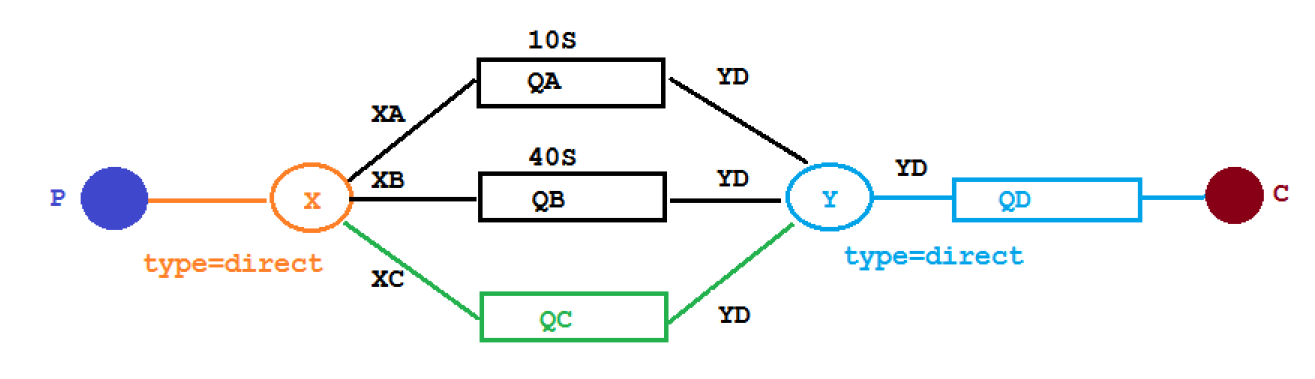 10S
QA
YD
XA
40S
XB
QB
YD
YD
P
X
Y
QD
C
type=direct
type=direct
XC
QC
YD